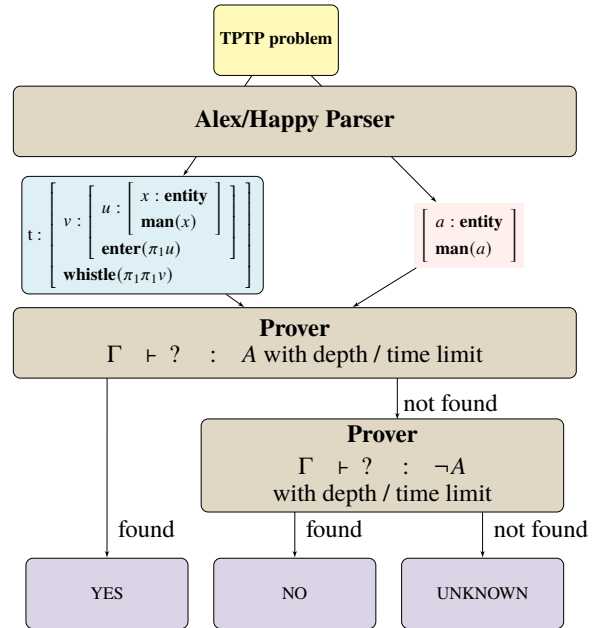 TPTP problem
Alex/Happy Parser
t : [ v : [ u : [ x : entity
man(x) ]
enter(π₁u) ]
whistle(π₁π₁v) ]
[ a : entity
man(a) ]
Prover
Γ ⊢ ? : A with depth / time limit
not found
Prover
Γ ⊢ ? : ¬A
with depth / time limit
found
found
not found
YES
NO
UNKNOWN